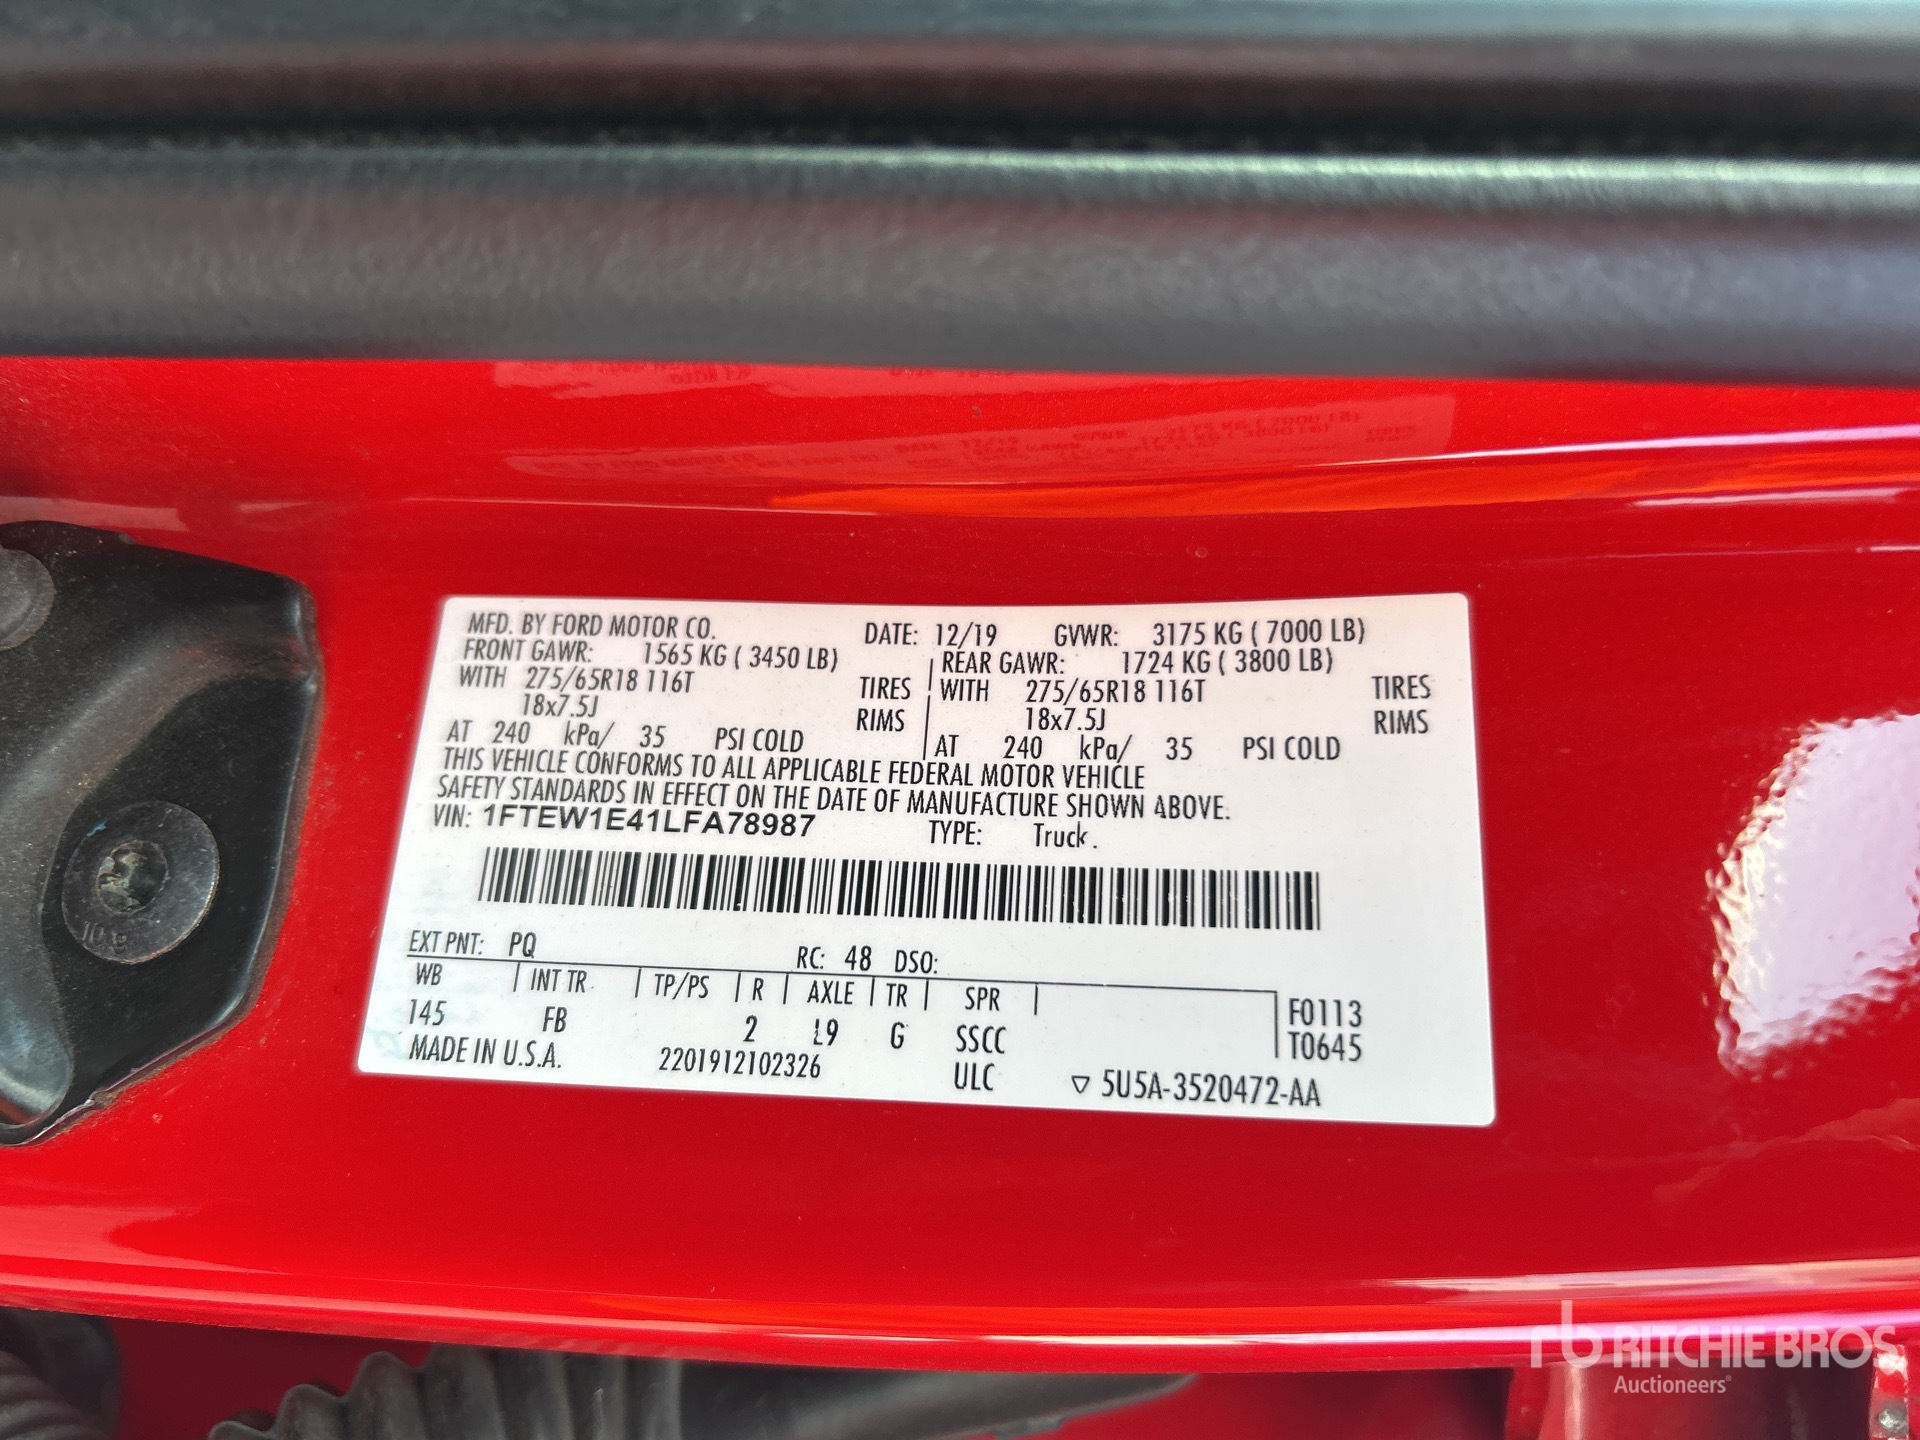 MFD. BY FORD MOTOR CO. DATE: 12/19 GVWR: 3175 KG ( 7000 LB)
FRONT GAWR: 1565 KG ( 3450 LB) REAR GAWR: 1724 KG ( 3800 LB)
WITH 275/65R18 116T TIRES WITH 275/65R18 116T TIRES
18x7.5J RIMS 18x7.5J RIMS
AT 240 kPa/ 35 PSI COLD AT 240 kPa/ 35 PSI COLD
THIS VEHICLE CONFORMS TO ALL APPLICABLE FEDERAL MOTOR VEHICLE
SAFETY STANDARDS IN EFFECT ON THE DATE OF MANUFACTURE SHOWN ABOVE.
VIN: 1FTEW1E41LFA78987 TYPE: Truck.
EXT PNT: PQ RC: 48 DSO:
WB INT TR TP/PS R AXLE TR SPR F0113
145 FB 2 L9 G SSCC T0645
MADE IN U.S.A. 2201912102326 ULC ▽ 5U5A-3520472-AA
rb RITCHIE BROS
Auctioneers®